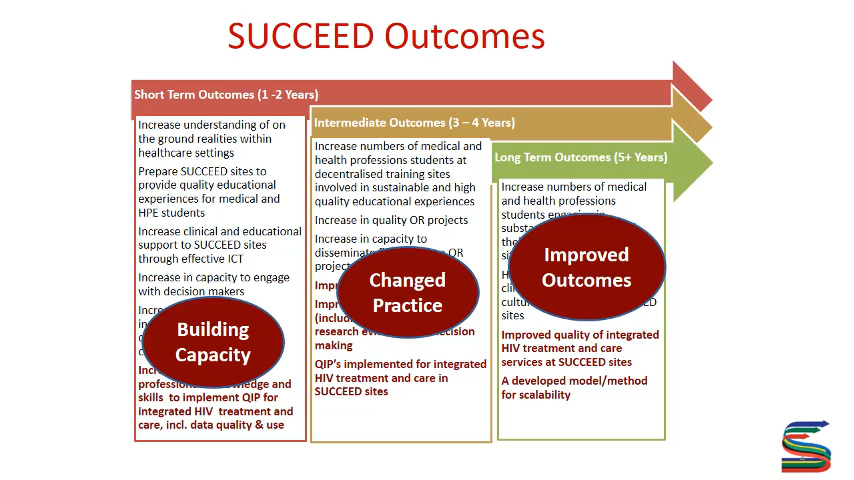 SUCCEED Outcomes
Short Term Outcomes (1 -2 Years)
Increase understanding of on
the ground realities within
healthcare settings
Prepare SUCCEED sites to
provide quality educational
experiences for medical and
HPE students
Increase clinical and educational
support to SUCCEED sites
through effective ICT
Increase in capacity to engage
with decision makers
Building
Capacity
skills to implement QIP for
integrated HIV treatment and
care, incl. data quality & use
Intermediate Outcomes (3 – 4 Years)
Increase numbers of medical and
health professions students at
decentralised training sites
involved in sustainable and high
quality educational experiences
Increase in quality OR projects
Increase in capacity to
disseminate OR
Changed
Practice
research
making
QIP's implemented for integrated
HIV treatment and care in
SUCCEED sites
Long Term Outcomes (5+ Years)
Increase numbers of medical
and health professions
students
Improved
Outcomes
sites
Improved quality of integrated
HIV treatment and care
services at SUCCEED sites
A developed model/method
for scalability